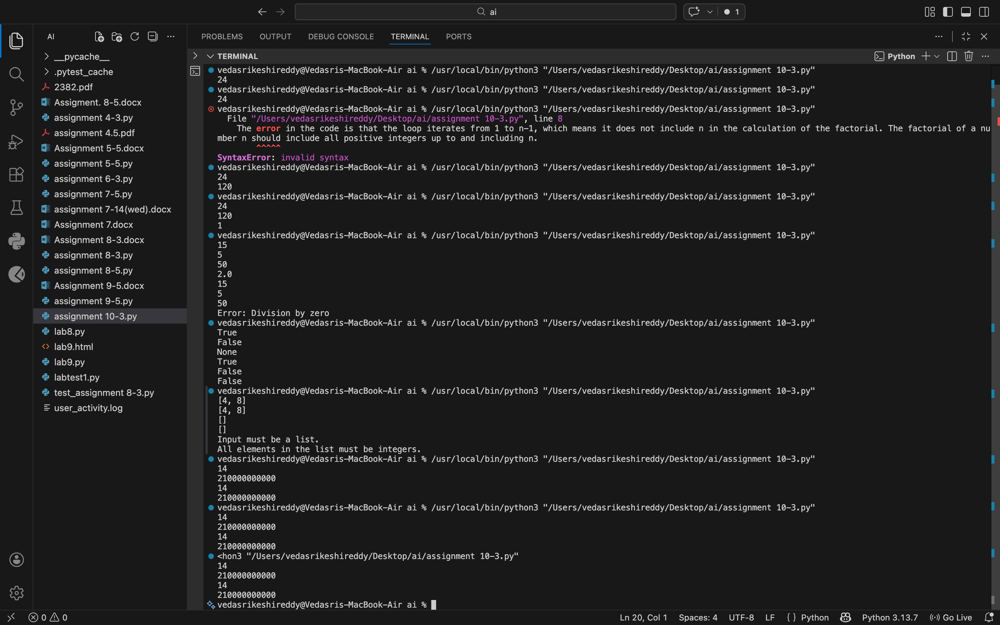 ai
1
AI
__pycache__
.pytest_cache
2382.pdf
Assigment. 8-5.docx
assignment 4-3.py
assignment 4.5.pdf
Assignment 5-5.docx
assignment 5-5.py
assignment 6-3.py
assignment 7-5.py
assignment 7-14(wed).docx
Assignment 7.docx
Assignment 8-3.docx
assignment 8-3.py
assignment 8-5.py
Assignment 9-5.docx
assignment 9-5.py
assignment 10-3.py
lab8.py
lab9.html
lab9.py
labtest1.py
test_assignment 8-3.py
user_activity.log
PROBLEMS OUTPUT DEBUG CONSOLE TERMINAL PORTS
TERMINAL
Python
vedasrikeshireddy@Vedasris-MacBook-Air ai % /usr/local/bin/python3 "/Users/vedasrikeshireddy/Desktop/ai/assignment 10-3.py"
24
vedasrikeshireddy@Vedasris-MacBook-Air ai % /usr/local/bin/python3 "/Users/vedasrikeshireddy/Desktop/ai/assignment 10-3.py"
24
vedasrikeshireddy@Vedasris-MacBook-Air ai % /usr/local/bin/python3 "/Users/vedasrikeshireddy/Desktop/ai/assignment 10-3.py"
File "/Users/vedasrikeshireddy/Desktop/ai/assignment 10-3.py", line 8
The error in the code is that the loop iterates from 1 to n-1, which means it does not include n in the calculation of the factorial. The factorial of a nu
mber n should include all positive integers up to and including n.
^^^^^
SyntaxError: invalid syntax
vedasrikeshireddy@Vedasris-MacBook-Air ai % /usr/local/bin/python3 "/Users/vedasrikeshireddy/Desktop/ai/assignment 10-3.py"
24
120
vedasrikeshireddy@Vedasris-MacBook-Air ai % /usr/local/bin/python3 "/Users/vedasrikeshireddy/Desktop/ai/assignment 10-3.py"
24
120
1
vedasrikeshireddy@Vedasris-MacBook-Air ai % /usr/local/bin/python3 "/Users/vedasrikeshireddy/Desktop/ai/assignment 10-3.py"
15
5
50
2.0
15
5
50
Error: Division by zero
vedasrikeshireddy@Vedasris-MacBook-Air ai % /usr/local/bin/python3 "/Users/vedasrikeshireddy/Desktop/ai/assignment 10-3.py"
True
False
None
True
False
False
vedasrikeshireddy@Vedasris-MacBook-Air ai % /usr/local/bin/python3 "/Users/vedasrikeshireddy/Desktop/ai/assignment 10-3.py"
[4, 8]
[4, 8]
[]
[]
Input must be a list.
All elements in the list must be integers.
vedasrikeshireddy@Vedasris-MacBook-Air ai % /usr/local/bin/python3 "/Users/vedasrikeshireddy/Desktop/ai/assignment 10-3.py"
14
210000000000
14
210000000000
vedasrikeshireddy@Vedasris-MacBook-Air ai % /usr/local/bin/python3 "/Users/vedasrikeshireddy/Desktop/ai/assignment 10-3.py"
14
210000000000
14
210000000000
<hon3 "/Users/vedasrikeshireddy/Desktop/ai/assignment 10-3.py"
14
210000000000
14
210000000000
vedasrikeshireddy@Vedasris-MacBook-Air ai %
0 0
Ln 20, Col 1 Spaces: 4 UTF-8 LF { } Python Python 3.13.7 Go Live